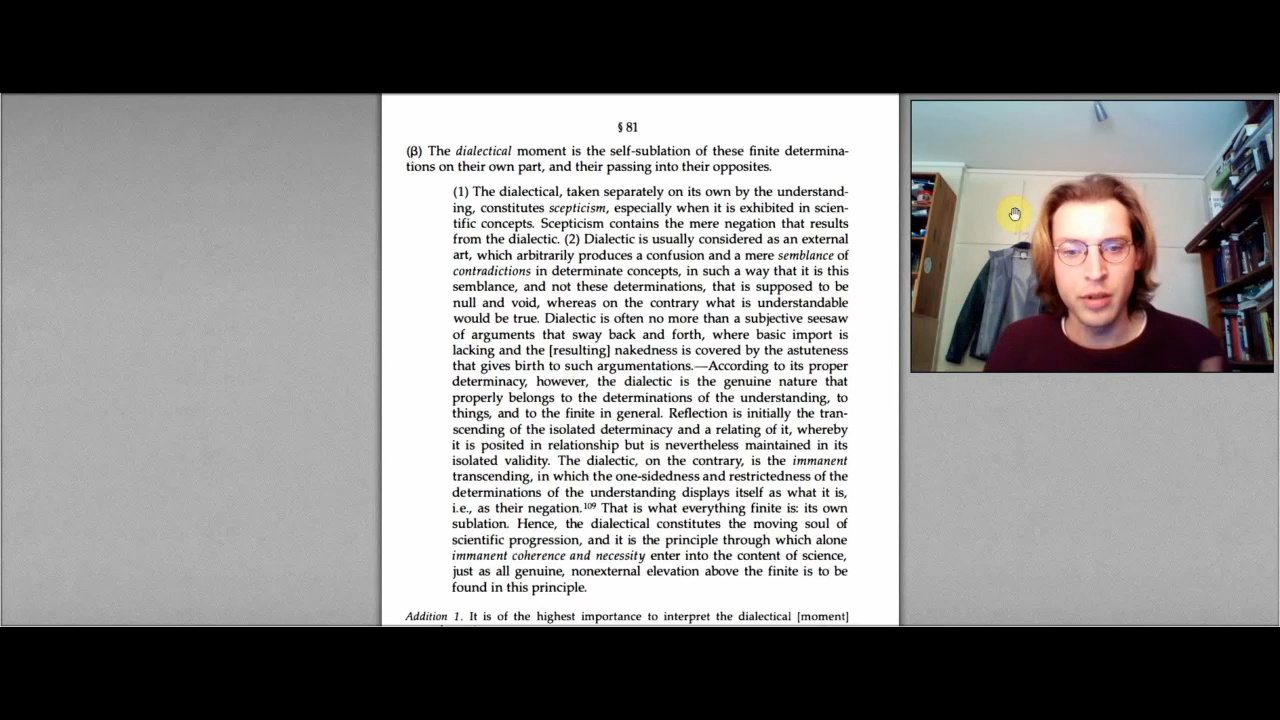 § 81
(β) The dialectical moment is the self-sublation of these finite determina-
tions on their own part, and their passing into their opposites.
(1) The dialectical, taken separately on its own by the understand-
ing, constitutes scepticism, especially when it is exhibited in scien-
tific concepts. Scepticism contains the mere negation that results
from the dialectic. (2) Dialectic is usually considered as an external
art, which arbitrarily produces a confusion and a mere semblance of
contradictions in determinate concepts, in such a way that it is this
semblance, and not these determinations, that is supposed to be
null and void, whereas on the contrary what is understandable
would be true. Dialectic is often no more than a subjective seesaw
of arguments that sway back and forth, where basic import is
lacking and the [resulting] nakedness is covered by the astuteness
that gives birth to such argumentations.—According to its proper
determinacy, however, the dialectic is the genuine nature that
properly belongs to the determinations of the understanding, to
things, and to the finite in general. Reflection is initially the tran-
scending of the isolated determinacy and a relating of it, whereby
it is posited in relationship but is nevertheless maintained in its
isolated validity. The dialectic, on the contrary, is the immanent
transcending, in which the one-sidedness and restrictedness of the
determinations of the understanding displays itself as what it is,
i.e., as their negation.¹⁰⁹ That is what everything finite is: its own
sublation. Hence, the dialectical constitutes the moving soul of
scientific progression, and it is the principle through which alone
immanent coherence and necessity enter into the content of science,
just as all genuine, nonexternal elevation above the finite is to be
found in this principle.
Addition 1. It is of the highest importance to interpret the dialectical [moment]